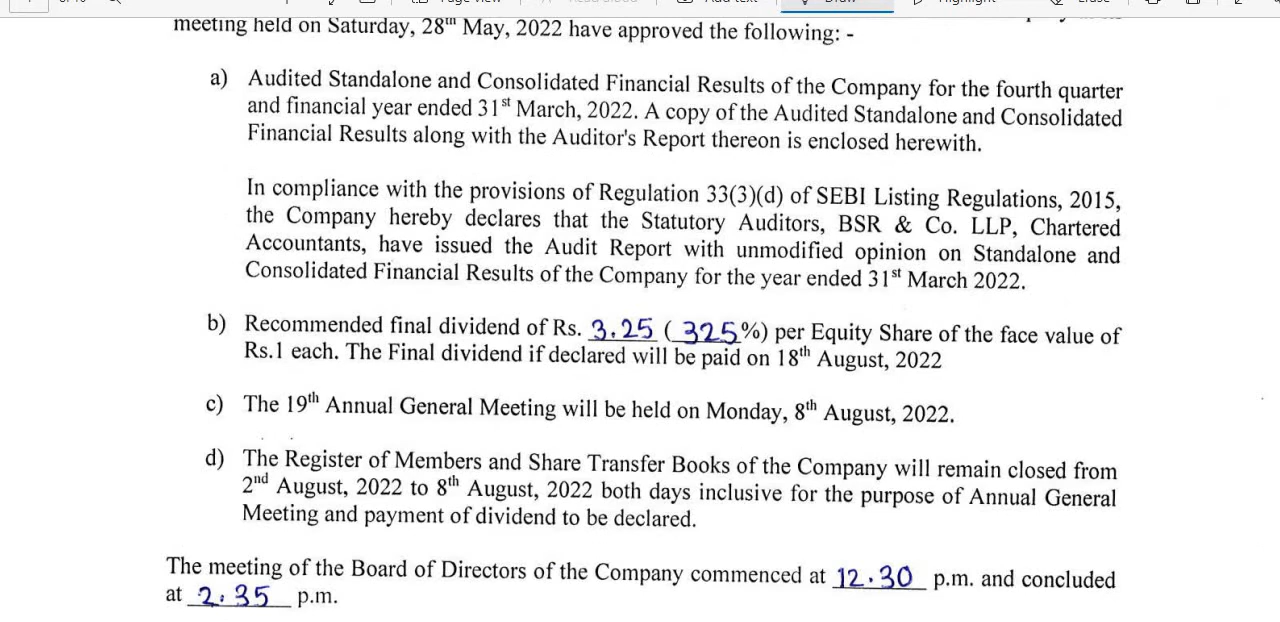 meeting held on Saturday, 28th May, 2022 have approved the following: -
a) Audited Standalone and Consolidated Financial Results of the Company for the fourth quarter
and financial year ended 31st March, 2022. A copy of the Audited Standalone and Consolidated
Financial Results along with the Auditor's Report thereon is enclosed herewith.
In compliance with the provisions of Regulation 33(3)(d) of SEBI Listing Regulations, 2015,
the Company hereby declares that the Statutory Auditors, BSR & Co. LLP, Chartered
Accountants, have issued the Audit Report with unmodified opinion on Standalone and
Consolidated Financial Results of the Company for the year ended 31st March 2022.
b) Recommended final dividend of Rs. 3.25 (325%) per Equity Share of the face value of
Rs.1 each. The Final dividend if declared will be paid on 18th August, 2022
c) The 19th Annual General Meeting will be held on Monday, 8th August, 2022.
d) The Register of Members and Share Transfer Books of the Company will remain closed from
2nd August, 2022 to 8th August, 2022 both days inclusive for the purpose of Annual General
Meeting and payment of dividend to be declared.
The meeting of the Board of Directors of the Company commenced at 12.30 p.m. and concluded
at 2.35 p.m.